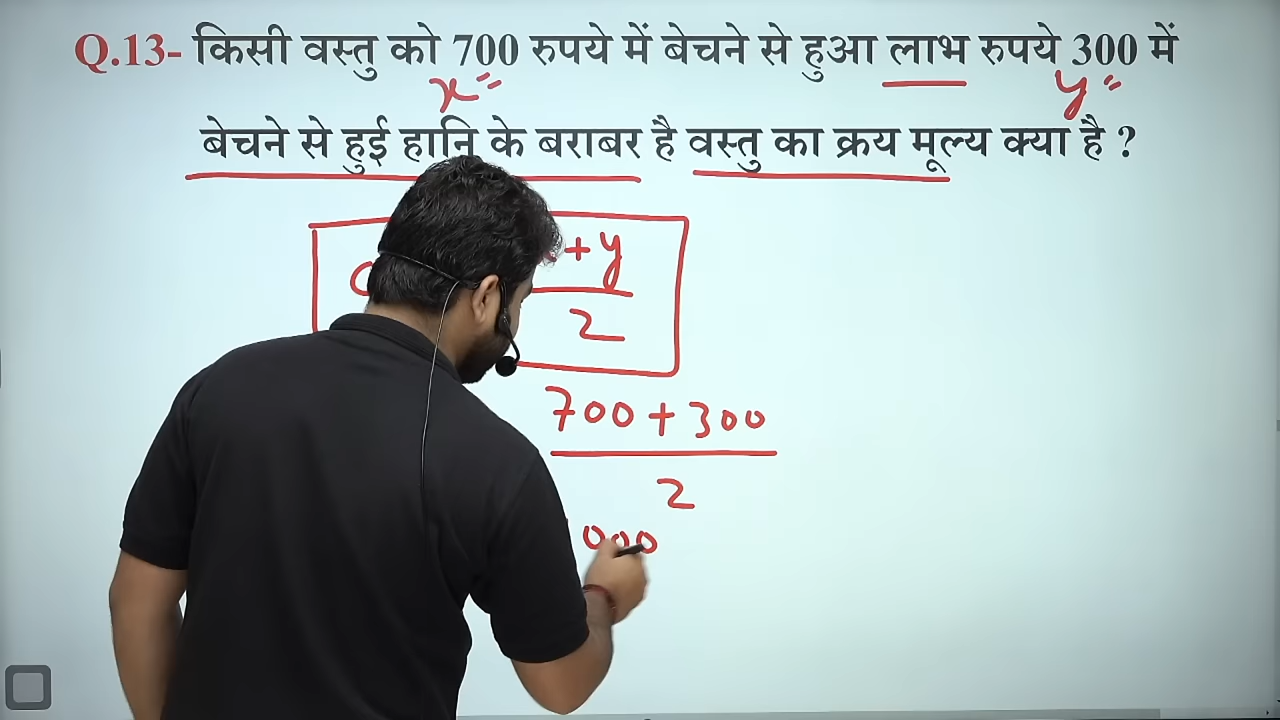 Q.13- किसी वस्तु को 700 रुपये में बेचने से हुआ लाभ रुपये 300 में
x= y=
बेचने से हुई हानि के बराबर है वस्तु का क्रय मूल्य क्या है ?
+y
2
700 + 300
2
000